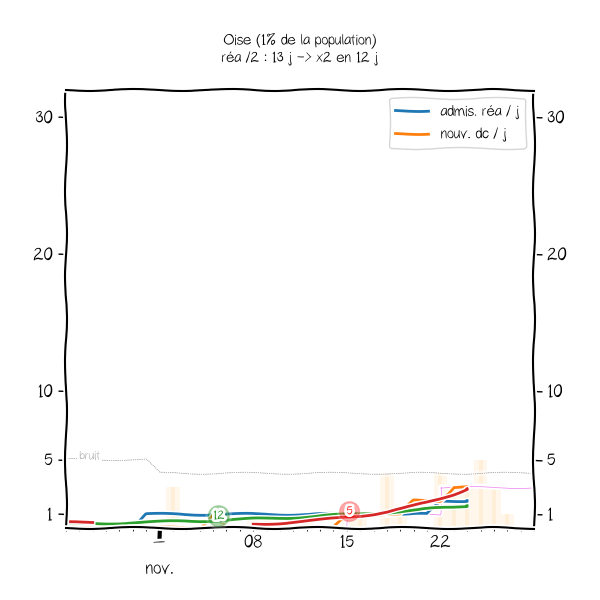 Oise (1% de la population)
réa /2 : 13 j -> x2 en 12 j
admis. réa / j
nouv. dc / j
30
30
20
20
10
10
5
5
bruit
1
1
12
5
1
08
15
22
nov.